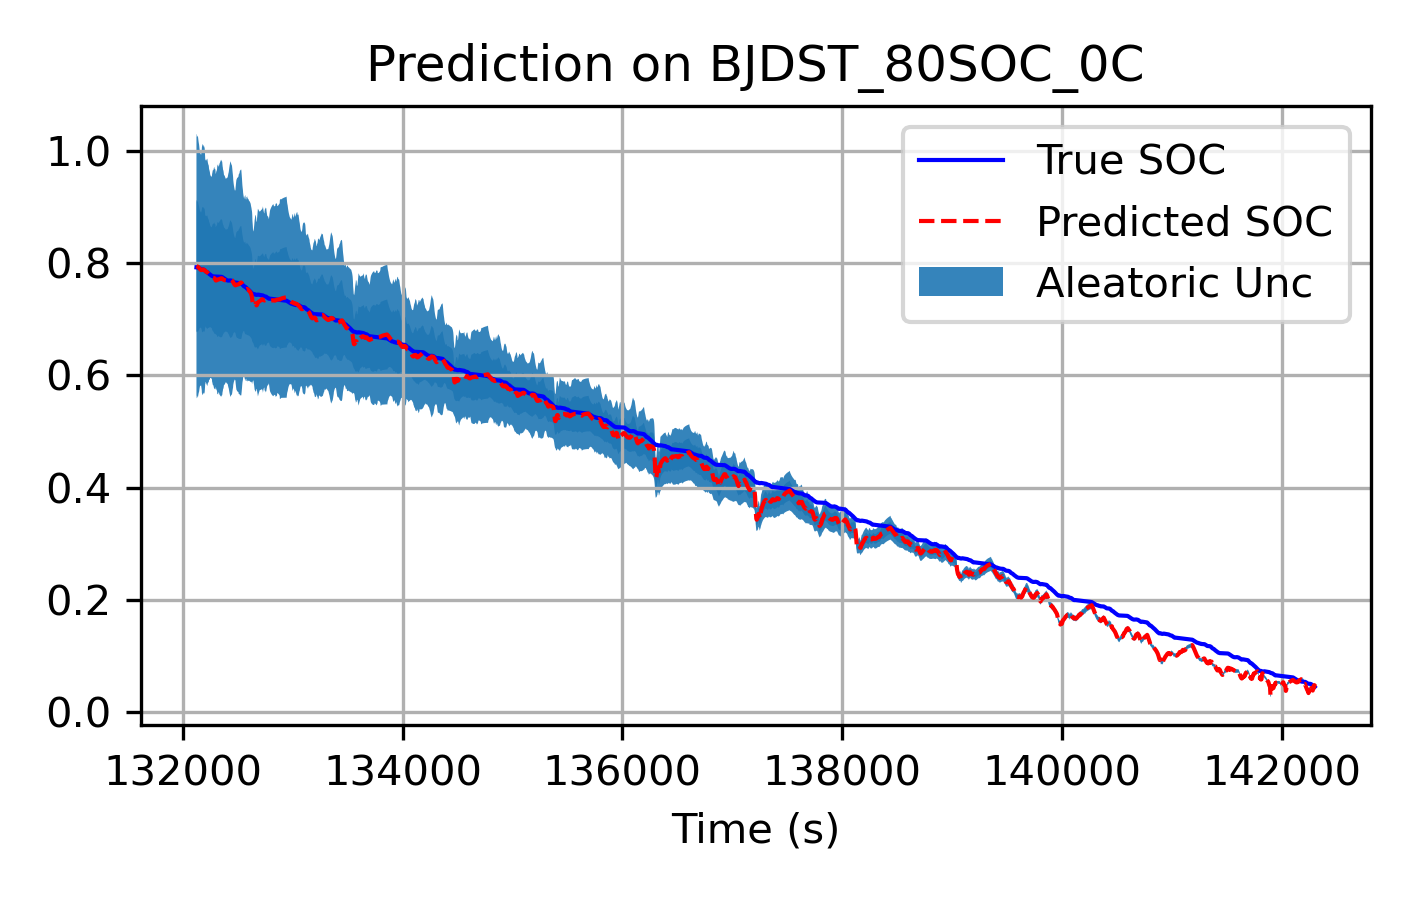 Prediction on BJDST_80SOC_0C
1.0
0.8
0.6
0.4
0.2
0.0
True SOC
Predicted SOC
Aleatoric Unc
132000 134000 136000 138000 140000 142000
Time (s)